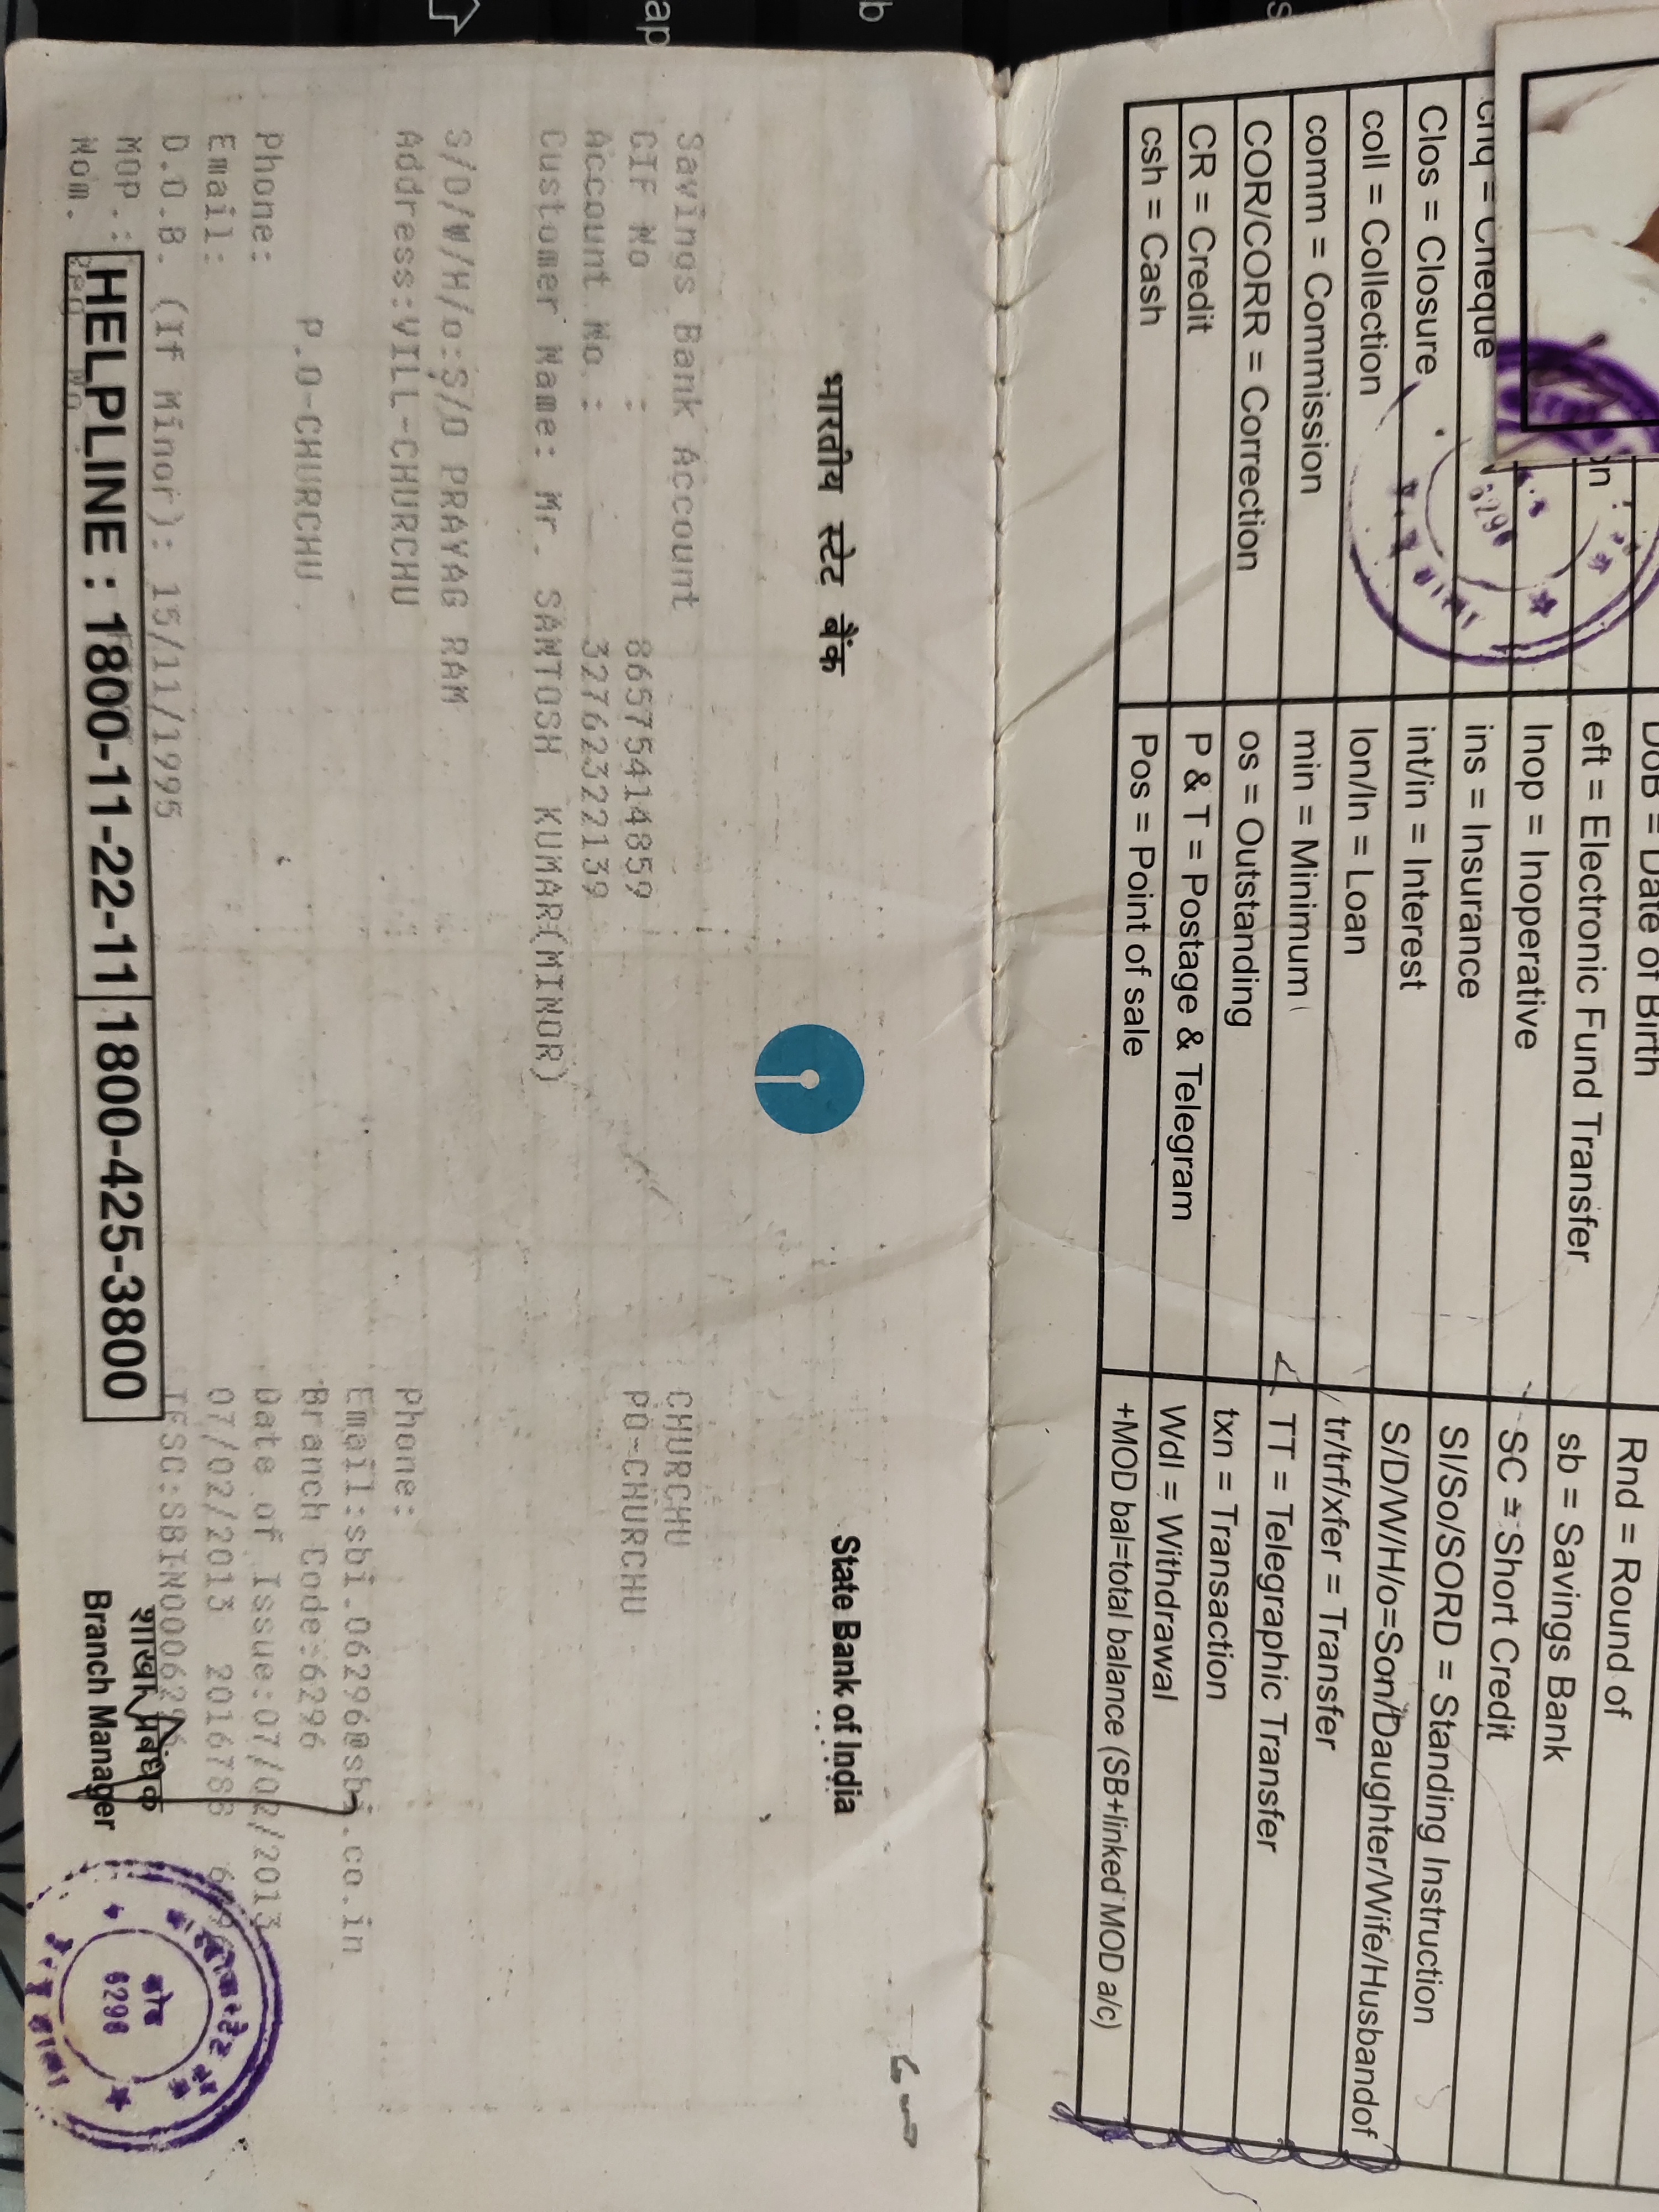 DoB = Date of Birth
Rnd = Round of
eft = Electronic Fund Transfer
sb = Savings Bank
chq = Cheque
Inop = Inoperative
SC = Short Credit
Clos = Closure
ins = Insurance
SI/So/SORD = Standing Instruction
coll = Collection
int/in = Interest
S/D/W/H/o=Son/Daughter/Wife/Husbandof
comm = Commission
lon/ln = Loan
tr/trf/xfer = Transfer
COR/CORR = Correction
min = Minimum
TT = Telegraphic Transfer
CR = Credit
os = Outstanding
txn = Transaction
csh = Cash
P & T = Postage & Telegram
Wdl = Withdrawal
Pos = Point of sale
+MOD bal=total balance (SB+linked MOD a/c)
6296
भारतीय स्टेट बैंक
State Bank of India
Savings Bank Account
CHURCHU
CIF No : 86575414859
PO-CHURCHU
Account No : 32762322139
Customer Name: Mr. SANTOSH KUMAR(MINOR)
S/D/W/H/o:S/O PRAYAG RAM
Address:VILL-CHURCHU
Phone:
Email:sbi.06296@sbi.co.in
P.O-CHURCHU
Branch Code:6296
Phone:
Date of Issue:07/02/2013
Email:
07/02/2013 2016788
D.O.B. (If Minor): 15/11/1995
IFSC:SBIN0006296
MOP.:
Nom.
HELPLINE : 1800-11-22-11 1800-425-3800
शाखा प्रबंधक
Branch Manager
कोड
6296